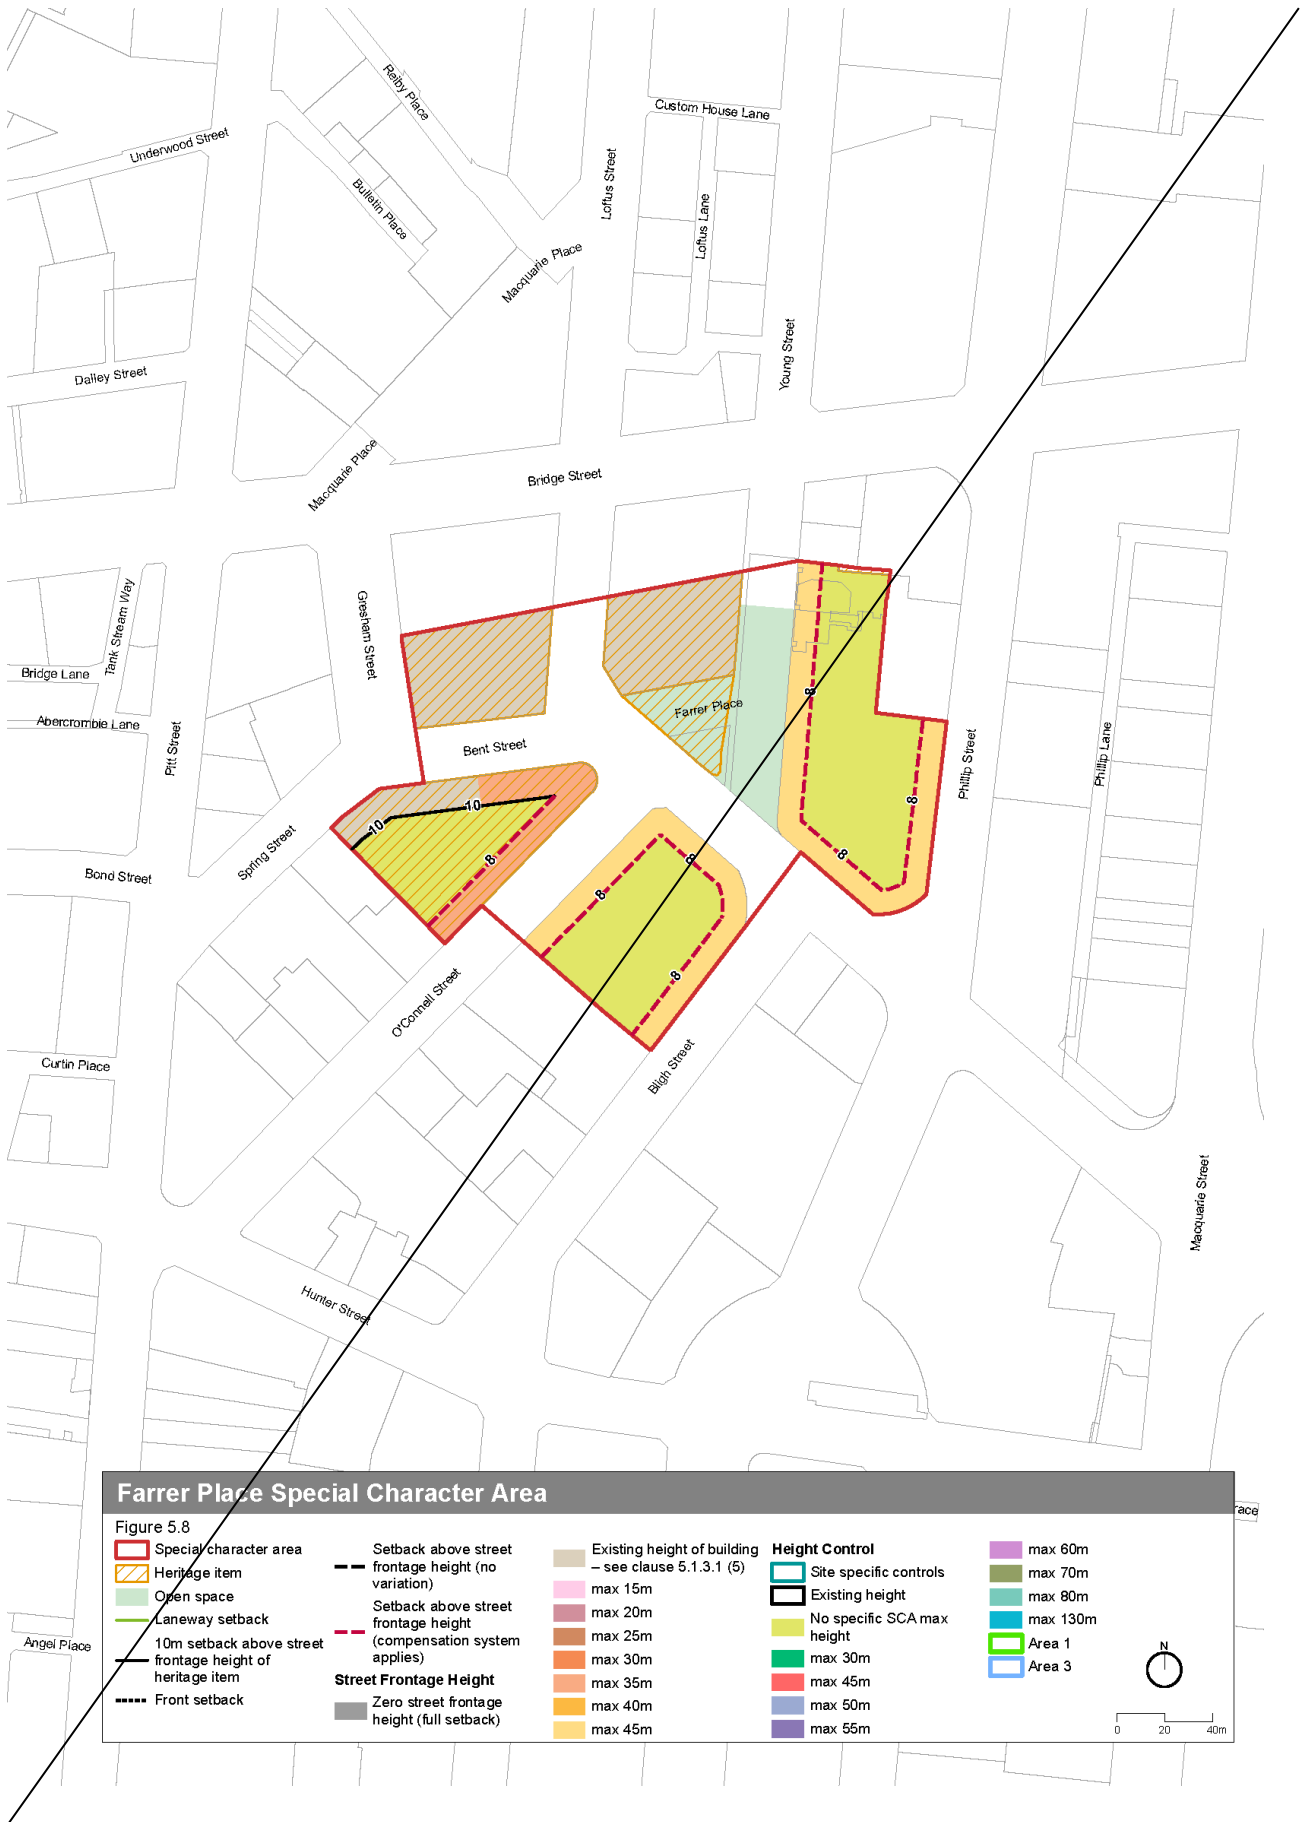 Reiby Place
Custom House Lane
Underwood Street
Bulletin Place
Loftus Street
Loftus Lane
Macquarie Place
Young Street
Dalley Street
Macquarie Place
Bridge Street
Tank Stream Way
Gresham Street
Bridge Lane
Abercrombie Lane
Pitt Street
Farrer Place
Bent Street
Phillip Street
Phillip Lane
8
8
8
10
10
8
8
8
8
Spring Street
Bond Street
O'Connell Street
Curtin Place
Bligh Street
Macquarie Street
Hunter Street
Farrer Place Special Character Area
race
Figure 5.8
Special character area
Heritage item
Open space
Laneway setback
10m setback above street
frontage height of
heritage item
Front setback
Setback above street
frontage height (no
variation)
Setback above street
frontage height
(compensation system
applies)
Street Frontage Height
Zero street frontage
height (full setback)
Existing height of building
– see clause 5.1.3.1 (5)
max 15m
max 20m
max 25m
max 30m
max 35m
max 40m
max 45m
Height Control
Site specific controls
Existing height
No specific SCA max
height
max 30m
max 45m
max 50m
max 55m
max 60m
max 70m
max 80m
max 130m
Area 1
Area 3
N
0 20 40m
Angel Place